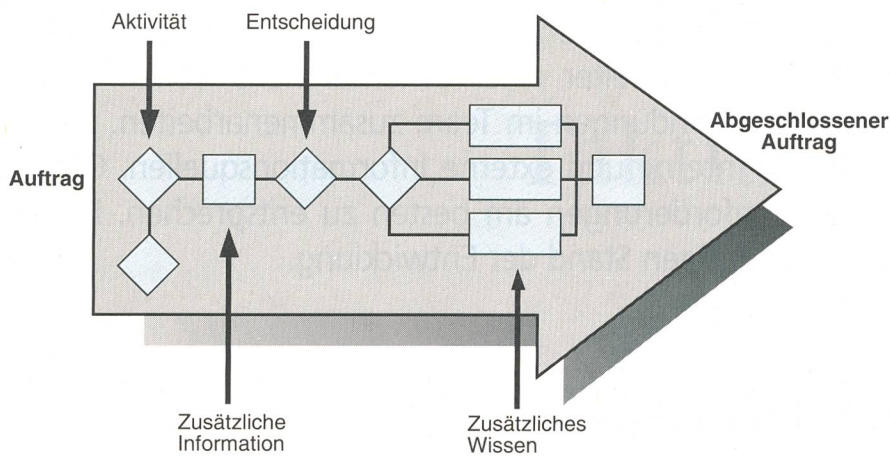 Aktivität
Entscheidung
Auftrag
Abgeschlossener
Auftrag
Zusätzliche
Information
Zusätzliches
Wissen